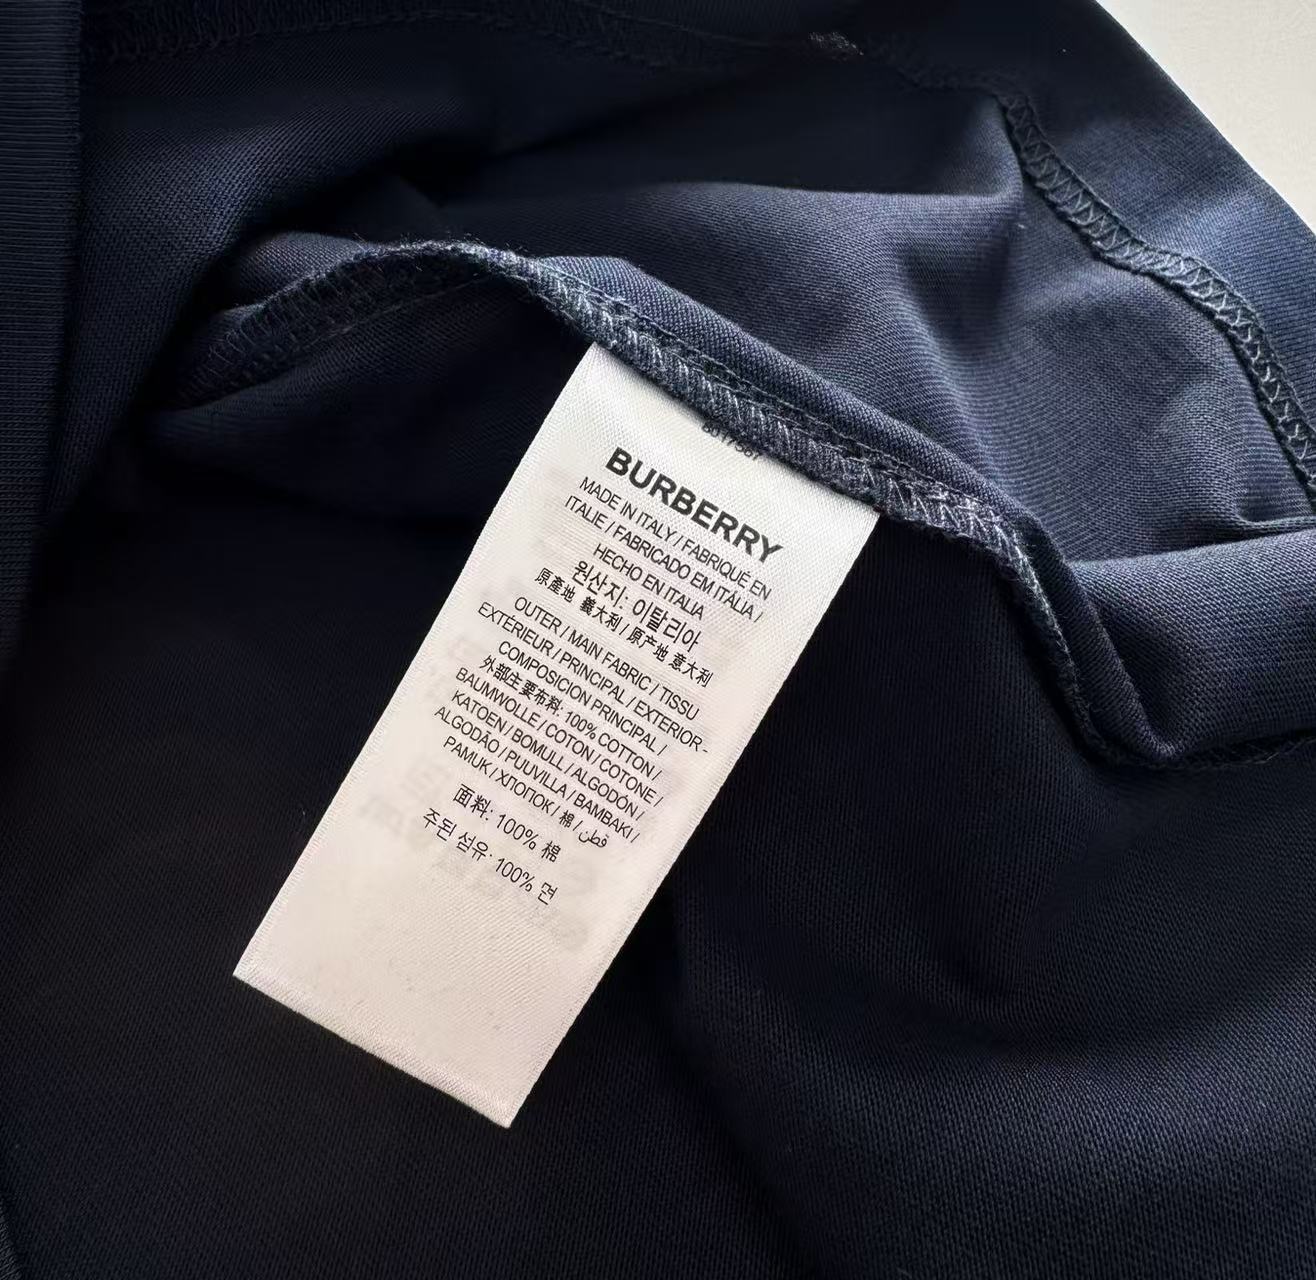 BURBERRY
MADE IN ITALY / FABRIQUÉ EN
ITALIE / FABRICADO EM ITÁLIA /
HECHO EN ITALIA
원산지: 이탈리아
原產地 義大利 / 原产地 意大利
OUTER / MAIN FABRIC / TISSU
EXTÉRIEUR / PRINCIPAL / EXTERIOR-
COMPOSICION PRINCIPAL /
外部主要布料: 100% COTTON /
BAUMWOLLE / COTON / COTONE /
KATOEN / BOMULL / ALGODÓN /
ALGODÃO / PUUVILLA / BAMBAKI /
PAMUK / ХЛОПОК / 棉 / قطن
面料: 100% 棉
주된 섬유: 100% 면